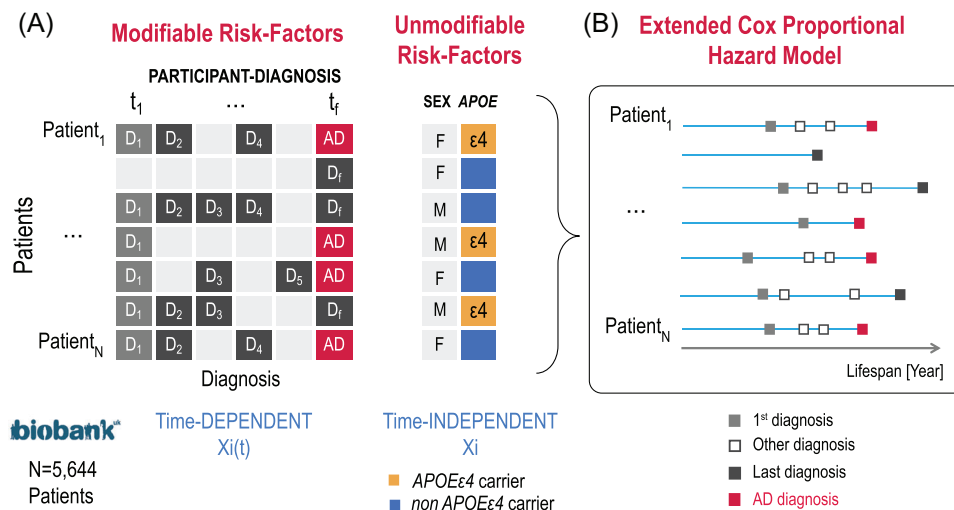 (A)
Modifiable Risk-Factors
Unmodifiable
Risk-Factors
(B)
Extended Cox Proportional
Hazard Model
PARTICIPANT-DIAGNOSIS
t1 ... tf
SEX APOE
Patients
Patient1 D1 D2 D4 AD F ε4
Df F
D1 D2 D3 D4 Df M
... D1 AD M ε4
D1 D3 D5 AD F
D1 D2 D3 Df M ε4
PatientN D1 D2 D4 AD F
Diagnosis
Patient1
...
PatientN
Lifespan [Year]
biobank uk
N=5,644
Patients
Time-DEPENDENT
Xi(t)
Time-INDEPENDENT
Xi
APOEε4 carrier
non APOEε4 carrier
1st diagnosis
Other diagnosis
Last diagnosis
AD diagnosis